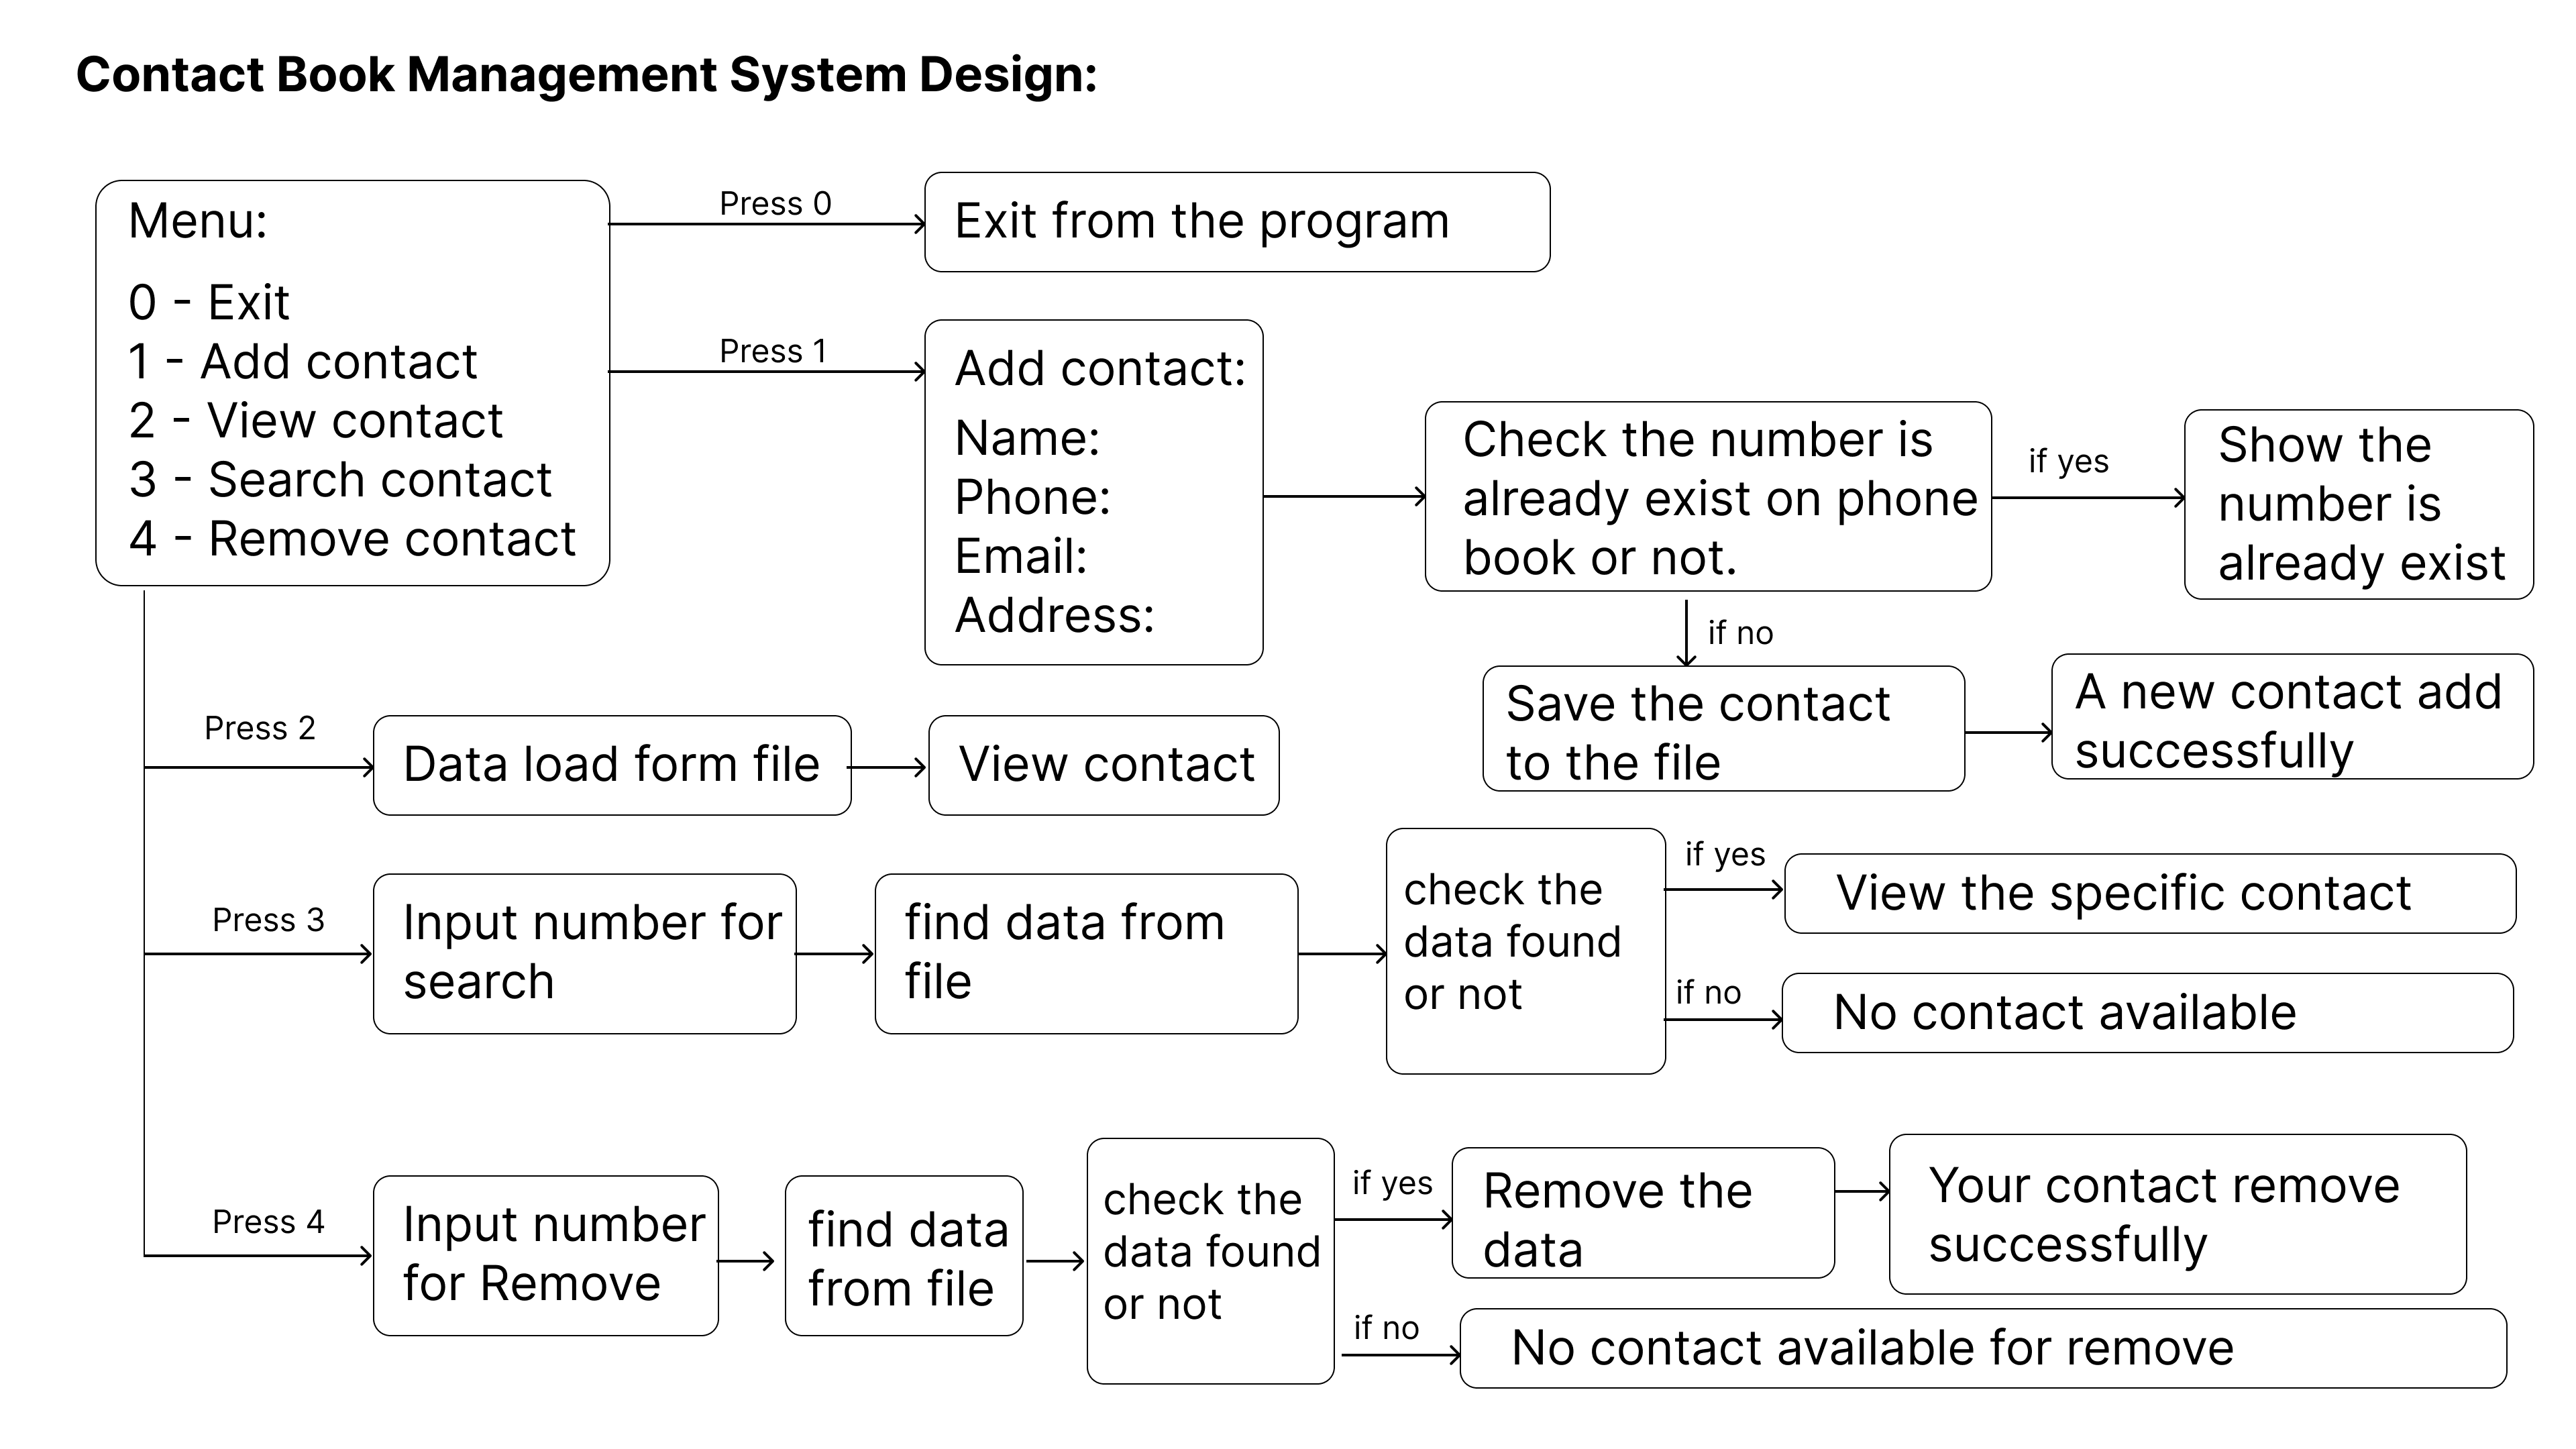 Contact Book Management System Design:
Menu:
0 - Exit
1 - Add contact
2 - View contact
3 - Search contact
4 - Remove contact
Press 0
Exit from the program
Press 1
Add contact:
Name:
Phone:
Email:
Address:
Check the number is
already exist on phone
book or not.
if yes
Show the
number is
already exist
if no
Save the contact
to the file
A new contact add
successfully
Press 2
Data load form file
View contact
Press 3
Input number for
search
find data from
file
check the
data found
or not
if yes
View the specific contact
if no
No contact available
Press 4
Input number
for Remove
find data
from file
check the
data found
or not
if yes
Remove the
data
Your contact remove
successfully
if no
No contact available for remove